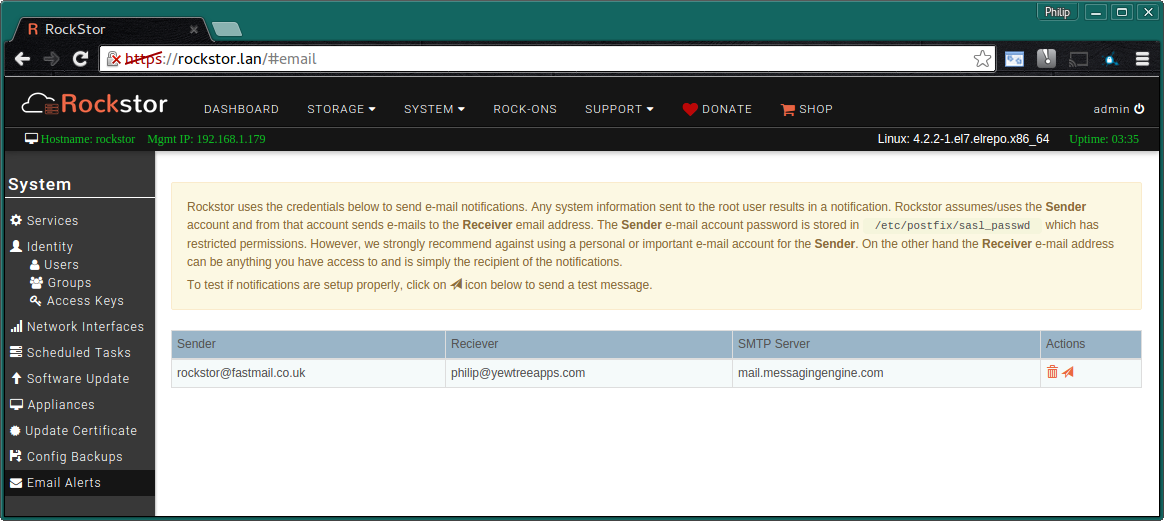 Philip
R RockStor
https://rockstor.lan/#email
Rockstor DASHBOARD STORAGE SYSTEM ROCK-ONS SUPPORT DONATE SHOP admin
Hostname: rockstor Mgmt IP: 192.168.1.179 Linux: 4.2.2-1.el7.elrepo.x86_64 Uptime: 03:35
System
Services
Identity
Users
Groups
Access Keys
Network Interfaces
Scheduled Tasks
Software Update
Appliances
Update Certificate
Config Backups
Email Alerts
Rockstor uses the credentials below to send e-mail notifications. Any system information sent to the root user results in a notification. Rockstor assumes/uses the Sender
account and from that account sends e-mails to the Receiver email address. The Sender e-mail account password is stored in /etc/postfix/sasl_passwd which has
restricted permissions. However, we strongly recommend against using a personal or important e-mail account for the Sender. On the other hand the Receiver e-mail address
can be anything you have access to and is simply the recipient of the notifications.
To test if notifications are setup properly, click on icon below to send a test message.
Sender Reciever SMTP Server Actions
rockstor@fastmail.co.uk philip@yewtreeapps.com mail.messagingengine.com